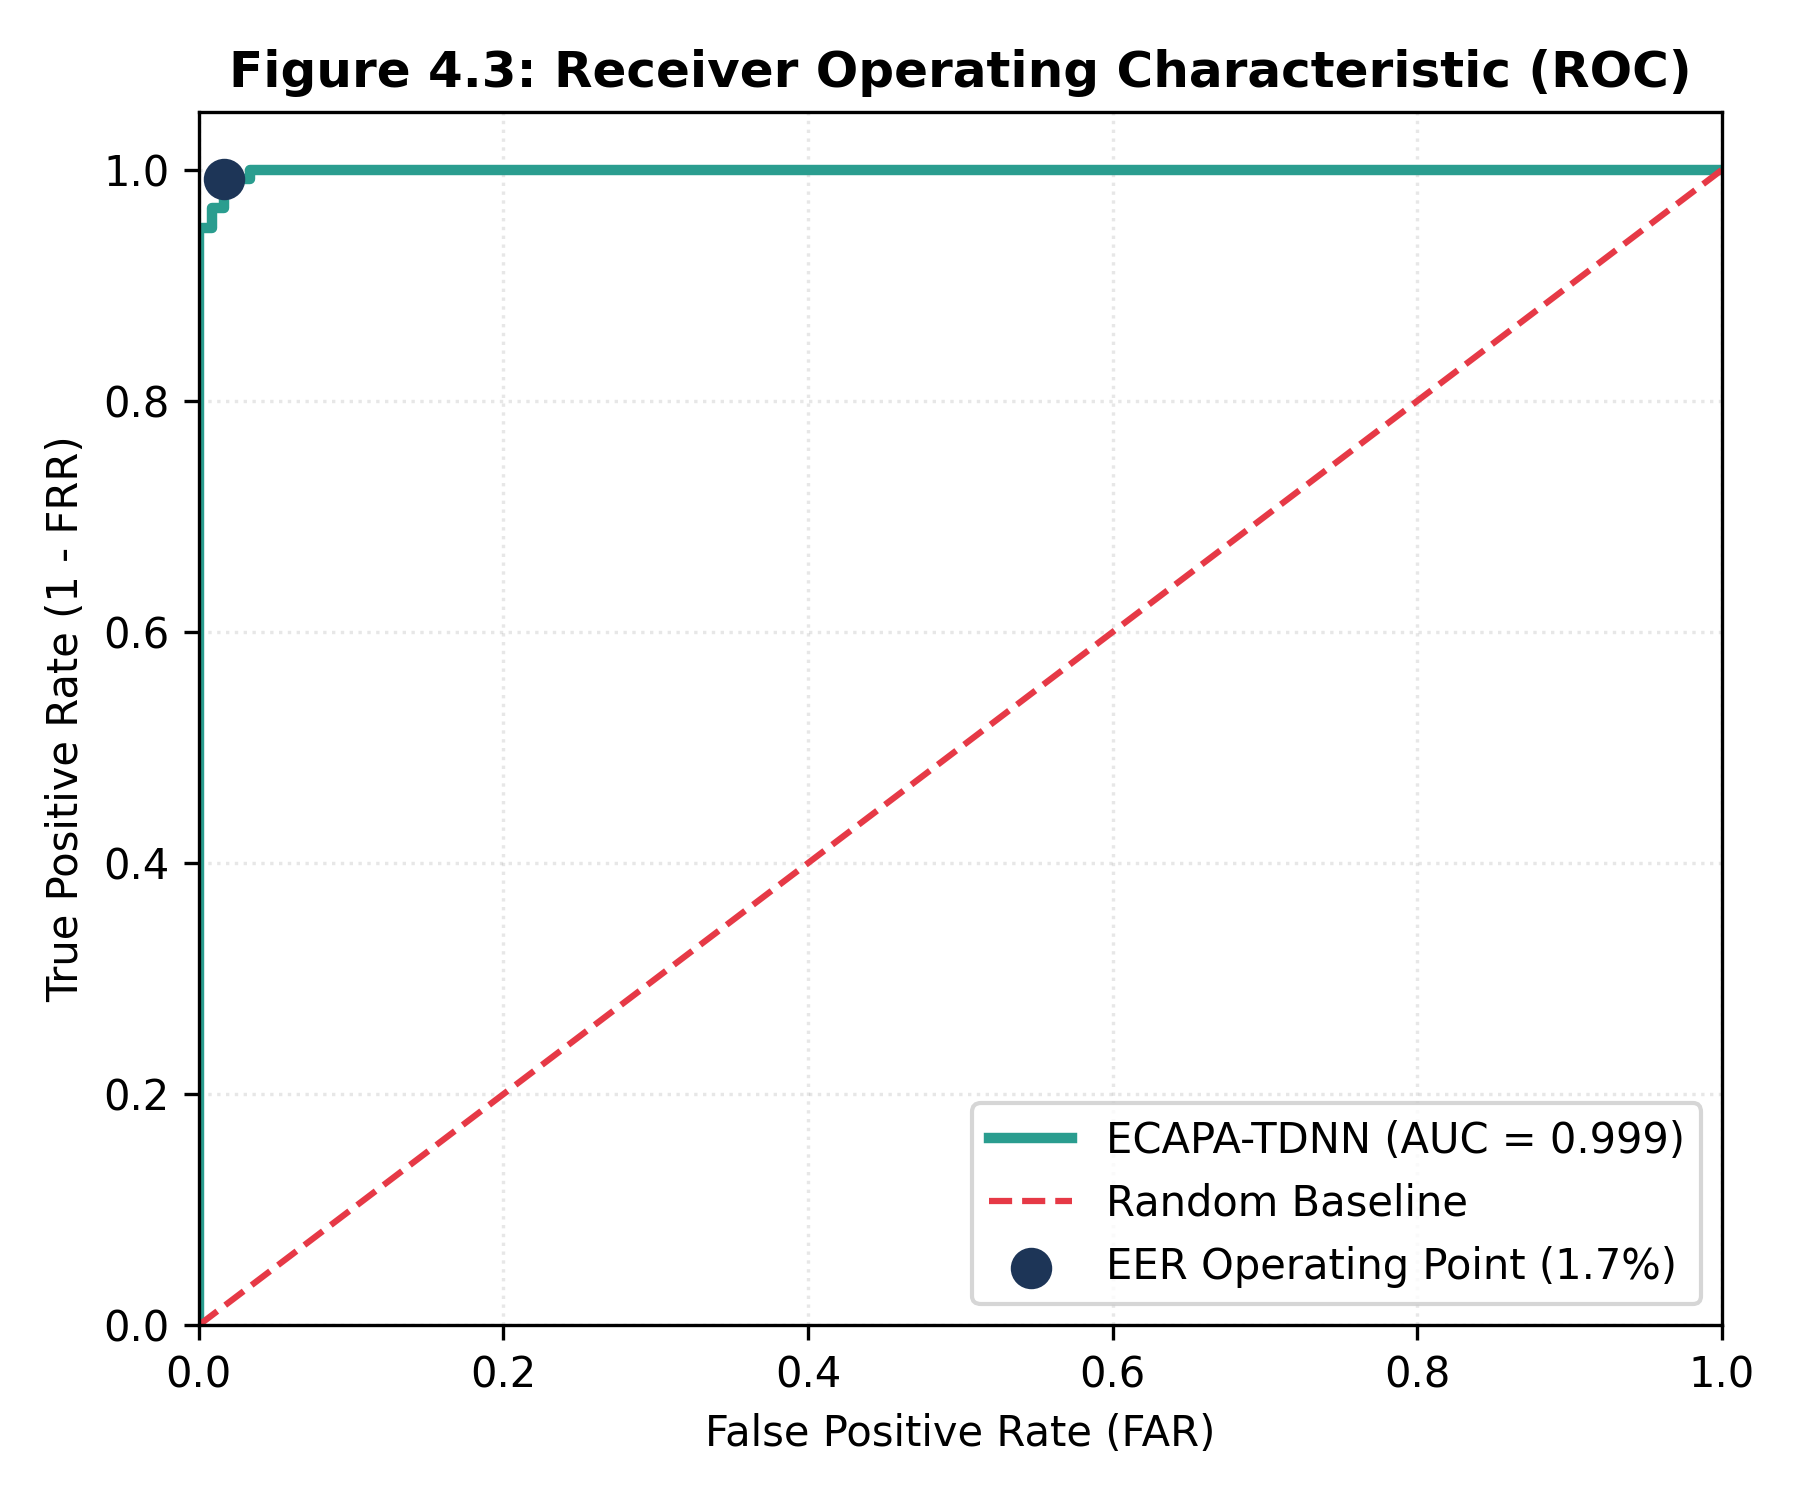 Figure 4.3: Receiver Operating Characteristic (ROC)
True Positive Rate (1 - FRR)
1.0
0.8
0.6
0.4
0.2
0.0
ECAPA-TDNN (AUC = 0.999)
Random Baseline
EER Operating Point (1.7%)
0.0 0.2 0.4 0.6 0.8 1.0
False Positive Rate (FAR)